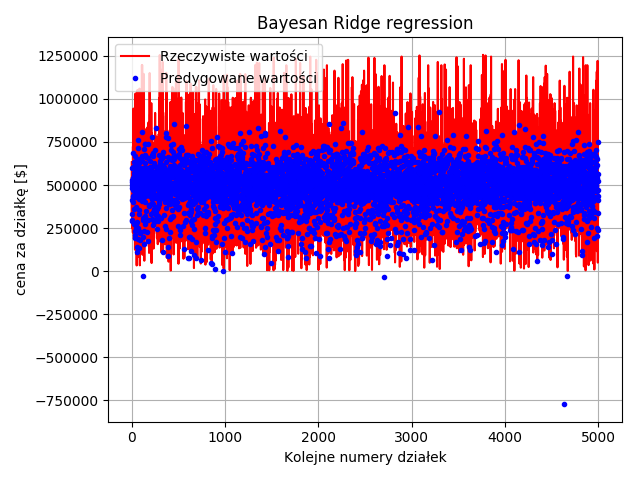 Bayesan Ridge regression
Rzeczywiste wartości
Predygowane wartości
1250000
1000000
750000
500000
250000
0
−250000
−500000
−750000
cena za działkę [$]
0 1000 2000 3000 4000 5000
Kolejne numery działek